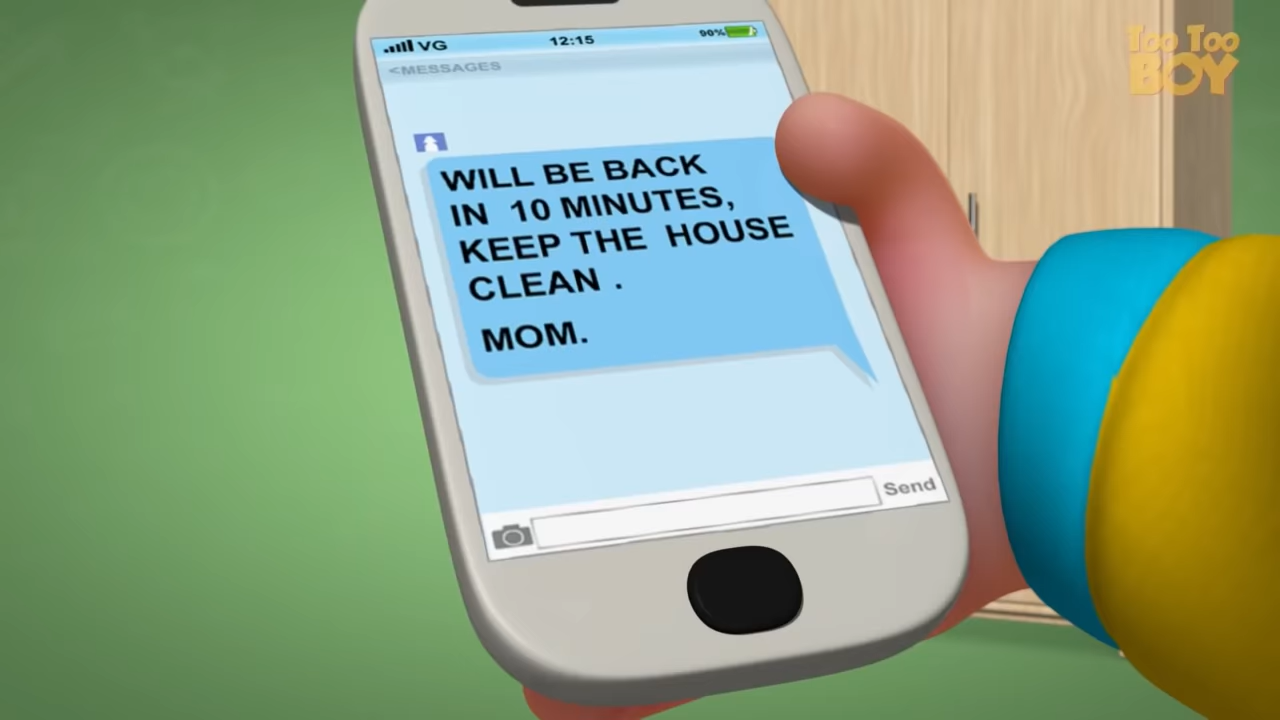 VG 12:15 90%
<MESSAGES
WILL BE BACK
IN 10 MINUTES,
KEEP THE HOUSE
CLEAN .
MOM.
Send
TOO TOO
BOY